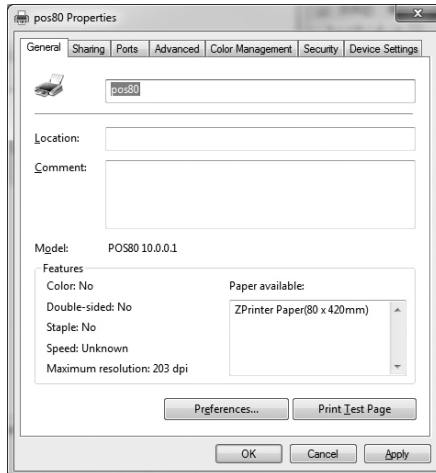 pos80 Properties
General Sharing Ports Advanced Color Management Security Device Settings
pos80
Location:
Comment:
Model: POS80 10.0.0.1
Features
Color: No
Double-sided: No
Staple: No
Speed: Unknown
Maximum resolution: 203 dpi
Paper available:
ZPrinter Paper(80 x 420mm)
Preferences... Print Test Page
OK Cancel Apply